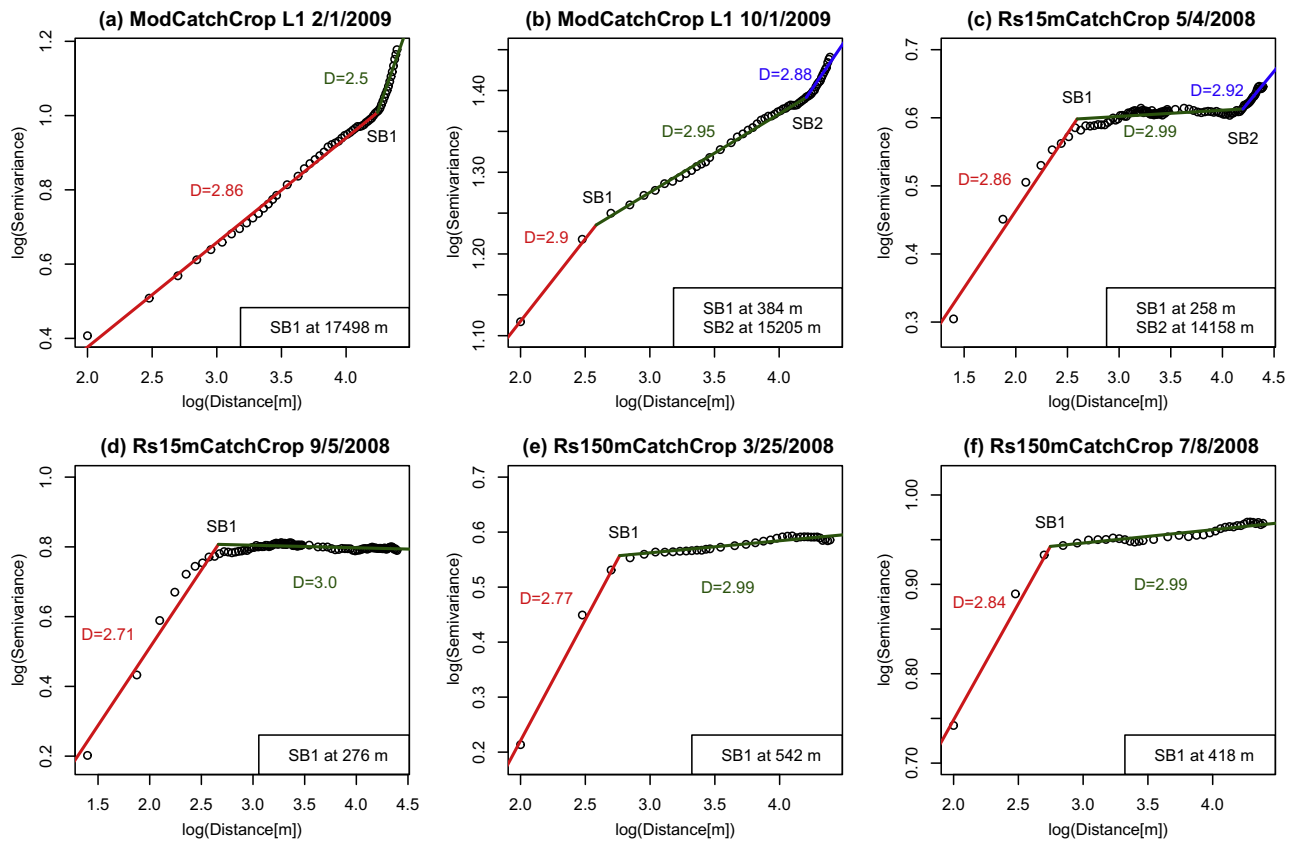 (a) ModCatchCrop L1 2/1/2009
log(Semivariance)
1.2
1.0
0.8
0.6
0.4
D=2.5
SB1
D=2.86
SB1 at 17498 m
2.0 2.5 3.0 3.5 4.0
log(Distance[m])
(b) ModCatchCrop L1 10/1/2009
log(Semivariance)
1.40
1.30
1.20
1.10
D=2.88
SB2
D=2.95
SB1
D=2.9
SB1 at 384 m
SB2 at 15205 m
2.0 2.5 3.0 3.5 4.0
log(Distance[m])
(c) Rs15mCatchCrop 5/4/2008
log(Semivariance)
0.7
0.6
0.5
0.4
0.3
SB1
D=2.92
D=2.99
SB2
D=2.86
SB1 at 258 m
SB2 at 14158 m
1.5 2.0 2.5 3.0 3.5 4.0 4.5
log(Distance[m])
(d) Rs15mCatchCrop 9/5/2008
log(Semivariance)
1.0
0.8
0.6
0.4
0.2
SB1
D=3.0
D=2.71
SB1 at 276 m
1.5 2.0 2.5 3.0 3.5 4.0 4.5
log(Distance[m])
(e) Rs150mCatchCrop 3/25/2008
log(Semivariance)
0.7
0.6
0.5
0.4
0.3
0.2
SB1
D=2.77
D=2.99
SB1 at 542 m
2.0 2.5 3.0 3.5 4.0
log(Distance[m])
(f) Rs150mCatchCrop 7/8/2008
log(Semivariance)
1.00
0.90
0.80
0.70
SB1
D=2.84
D=2.99
SB1 at 418 m
2.0 2.5 3.0 3.5 4.0
log(Distance[m])